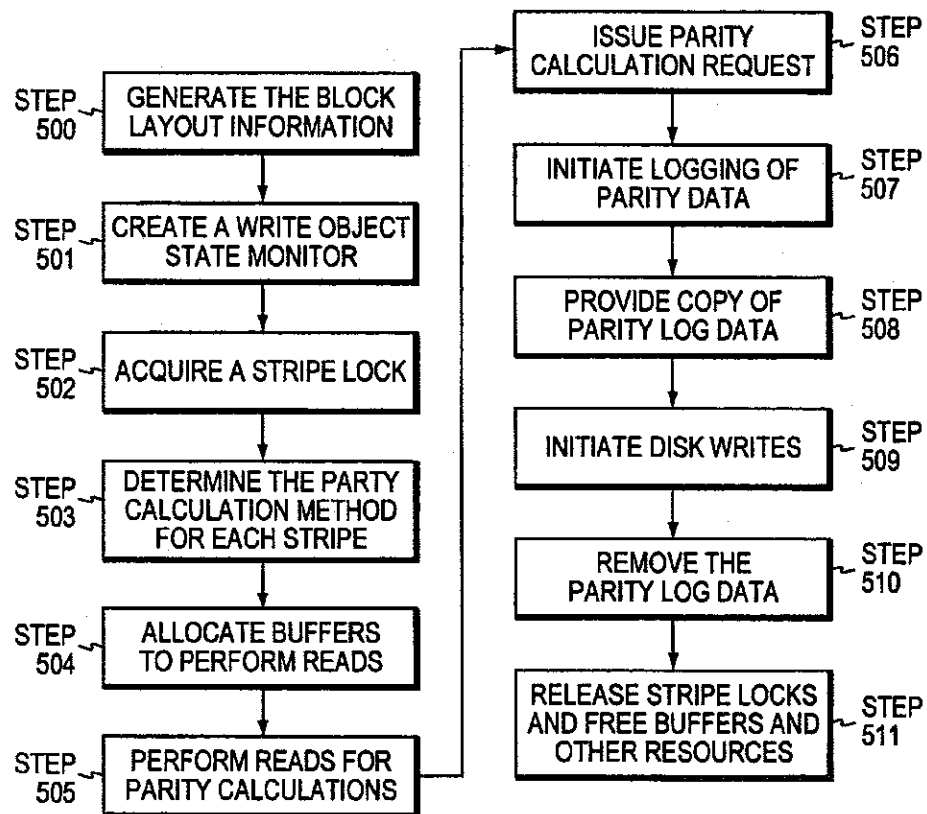 STEP
500
GENERATE THE BLOCK
LAYOUT INFORMATION
STEP
501
CREATE A WRITE OBJECT
STATE MONITOR
STEP
502
ACQUIRE A STRIPE LOCK
STEP
503
DETERMINE THE PARTY
CALCULATION METHOD
FOR EACH STRIPE
STEP
504
ALLOCATE BUFFERS
TO PERFORM READS
STEP
505
PERFORM READS FOR
PARITY CALCULATIONS
ISSUE PARITY
CALCULATION REQUEST
STEP
506
INITIATE LOGGING OF
PARITY DATA
STEP
507
PROVIDE COPY OF
PARITY LOG DATA
STEP
508
INITIATE DISK WRITES
STEP
509
REMOVE THE
PARITY LOG DATA
STEP
510
RELEASE STRIPE LOCKS
AND FREE BUFFERS AND
OTHER RESOURCES
STEP
511